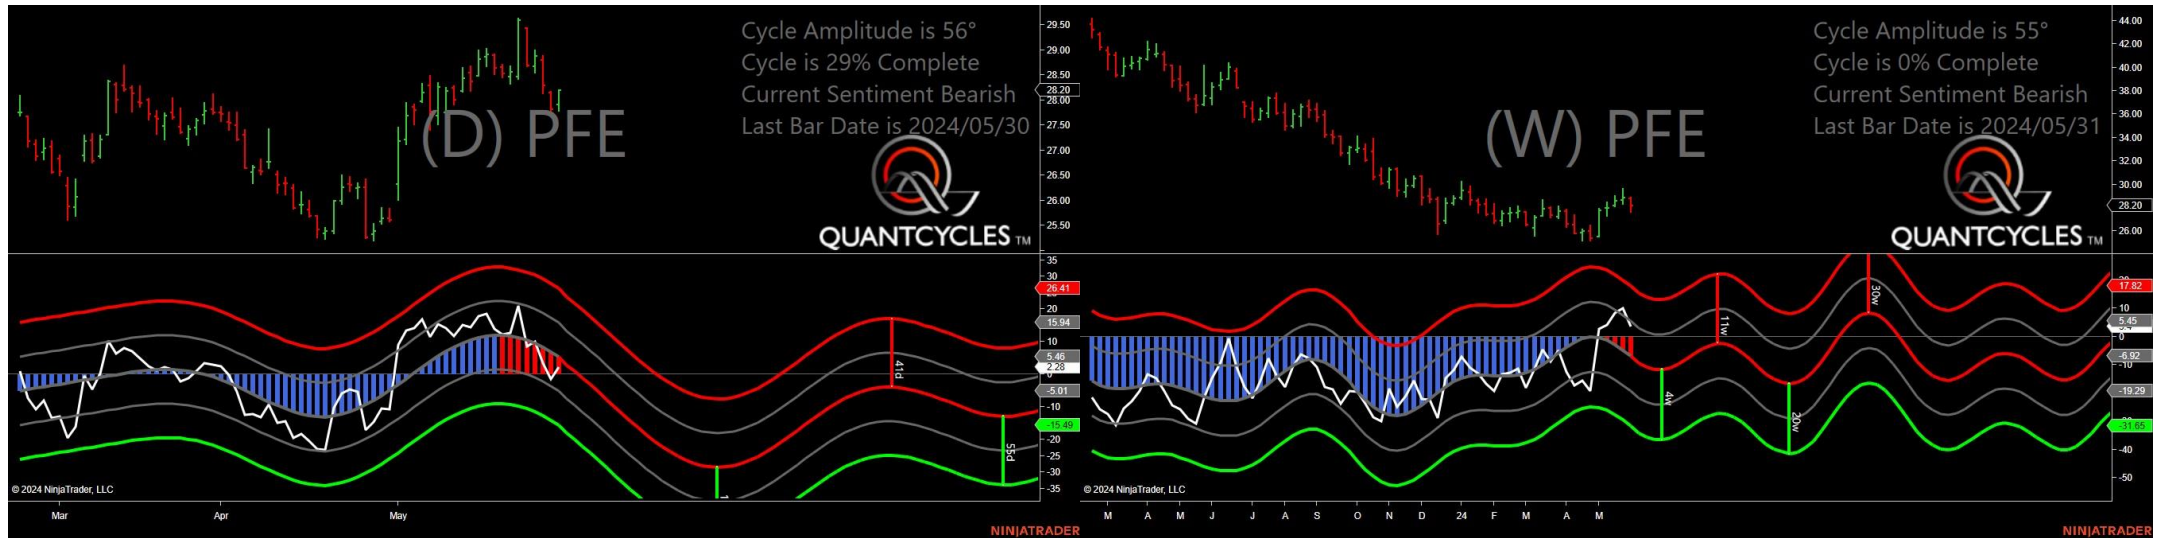 Cycle Amplitude is 56°
Cycle is 29% Complete
Current Sentiment Bearish
Last Bar Date is 2024/05/30
(D) PFE
QUANTCYCLES TM
29.50
29.00
28.50
28.20
28.00
27.50
27.00
26.50
26.00
25.50
35
30
26.41
20
15.94
10
5.46
2.28
-5.01
-10
-15.49
-20
-25
-30
-35
41d
55d
© 2024 NinjaTrader, LLC
Mar Apr May
NINJATRADER
Cycle Amplitude is 55°
Cycle is 0% Complete
Current Sentiment Bearish
Last Bar Date is 2024/05/31
(W) PFE
QUANTCYCLES TM
44.00
42.00
40.00
38.00
36.00
34.00
32.00
30.00
28.20
26.00
17.82
10
5.45
0
-6.92
-10
-19.29
-31.65
-40
-50
11w
4w
20w
30w
© 2024 NinjaTrader, LLC
M A M J J A S O N D 24 F M A M
NINJATRADER